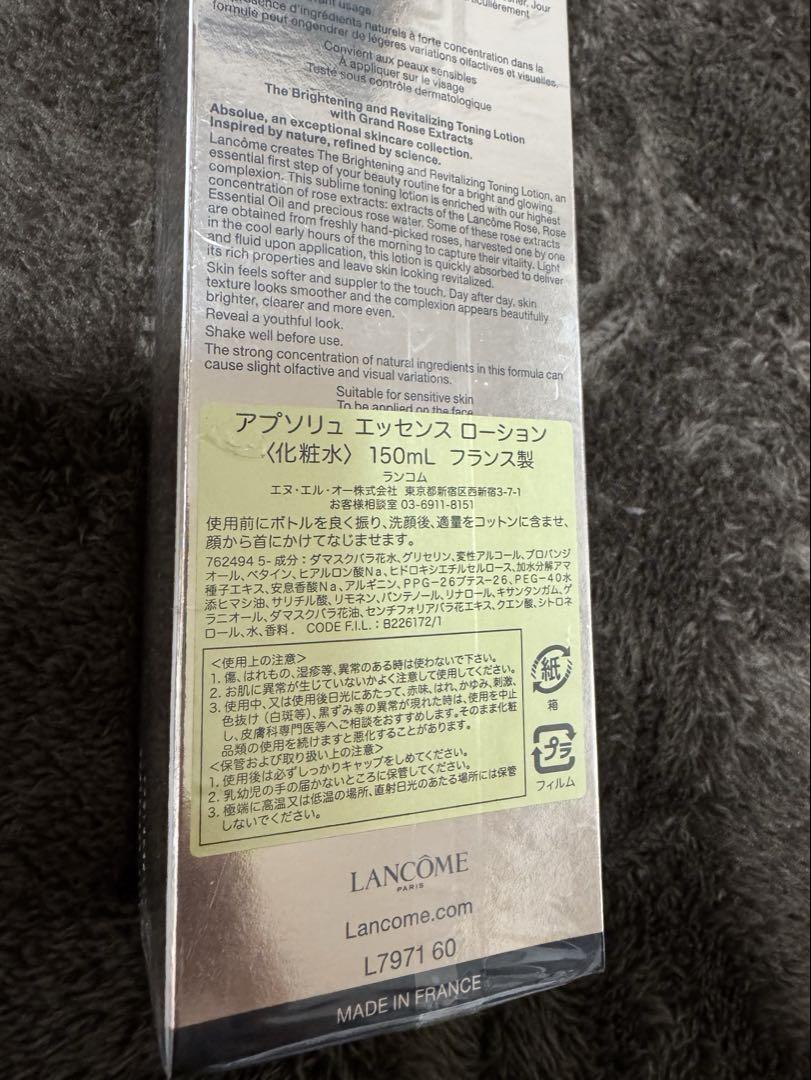 Jour
culièrement
usage
d'ingrédients naturels à forte concentration dans la
formule peut engendrer de légères variations olfactives et visuelles.
Convient aux peaux sensibles
À appliquer sur le visage
Testé sous contrôle dermatologique
The Brightening and Revitalizing Toning Lotion
with Grand Rose Extracts
Absolue, an exceptional skincare collection.
Inspired by nature, refined by science.
Lancôme creates The Brightening and Revitalizing Toning Lotion, an
essential first step of your beauty routine for a bright and glowing
complexion. This sublime toning lotion is enriched with our highest
concentration of rose extracts: extracts of the Lancôme Rose, Rose
Essential Oil and precious rose water. Some of these rose extracts
are obtained from freshly hand-picked roses, harvested one by one
in the cool early hours of the morning to capture their vitality. Light
and fluid upon application, this lotion is quickly absorbed to deliver
its rich properties and leave skin looking revitalized.
Skin feels softer and suppler to the touch. Day after day, skin
texture looks smoother and the complexion appears beautifully
brighter, clearer and more even.
Reveal a youthful look.
Shake well before use.
The strong concentration of natural ingredients in this formula can
cause slight olfactive and visual variations.
Suitable for sensitive skin
To be applied on the face
アプソリュ エッセンス ローション
〈化粧水〉 150mL フランス製
ランコム
エヌ・エル・オー株式会社 東京都新宿区西新宿3-7-1
お客様相談室 03-6911-8151
使用前にボトルを良く振り、洗顔後、適量をコットンに含ませ、
顔から首にかけてなじませます。
762494 5- 成分：ダマスクバラ花水、グリセリン、変性アルコール、プロパンジ
オール、ベタイン、ヒアルロン酸Na、ヒドロキシエチルセルロース、加水分解アマ
種子エキス、安息香酸Na、アルギニン、PPG-26ブテス-26、PEG-40水
添ヒマシ油、サリチル酸、リモネン、パンテノール、リナロール、キサンタンガム、ゲ
ラニオール、ダマスクバラ花油、センチフォリアバラ花エキス、クエン酸、シトロネ
ロール、水、香料． CODE F.I.L.：B226172/1
＜使用上の注意＞
1. 傷、はれもの、湿疹等、異常のある時は使わないで下さい。
2. お肌に異常が生じていないかよく注意して使用してください。
3. 使用中、又は使用後日光にあたって、赤味、はれ、かゆみ、刺激、
色抜け（白斑等）、黒ずみ等の異常が現れた時は、使用を中止
し、皮膚科専門医等へご相談をおすすめします。そのまま化粧
品類の使用を続けますと悪化することがあります。
＜保管および取り扱い上の注意＞
1. 使用後は必ずしっかりキャップをしめてください。
2. 乳幼児の手の届かないところに保管してください。
3. 極端に高温又は低温の場所、直射日光のあたる場所には保管
しないでください。
紙
箱
プラ
フィルム
LANCÔME
PARIS
Lancome.com
L7971 60
MADE IN FRANCE